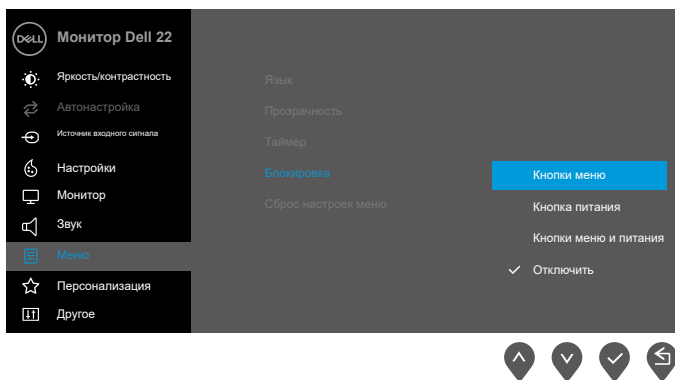 DELL
Монитор Dell 22
Яркость/контрастность
Автонастройка
Источник входного сигнала
Настройки
Монитор
Звук
Меню
Персонализация
Другое
Язык
Прозрачность
Таймер
Блокировка
Сброс настроек меню
Кнопки меню
Кнопка питания
Кнопки меню и питания
Отключить